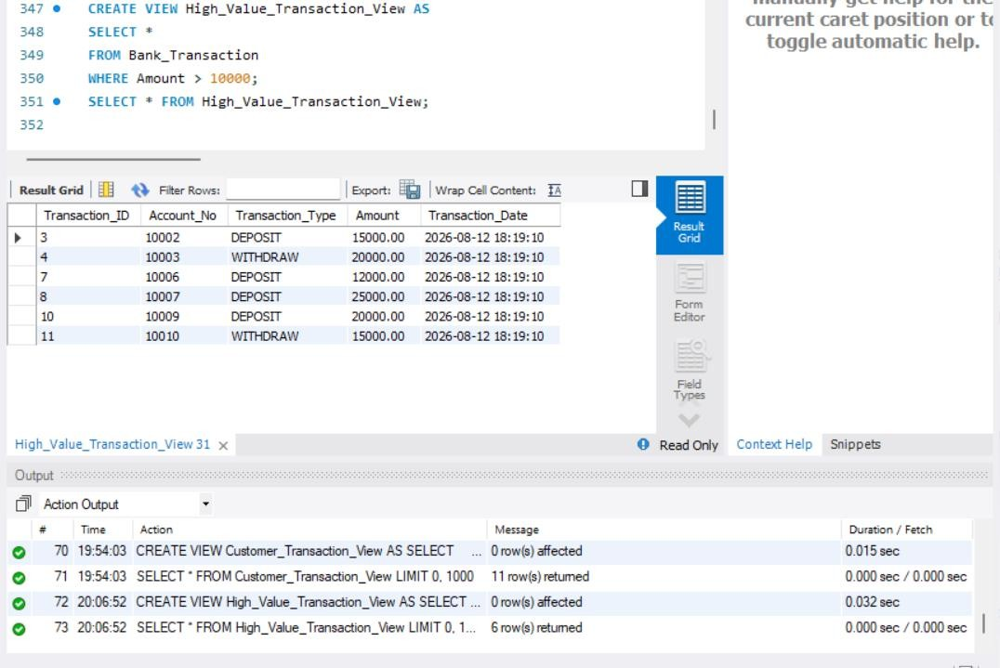 manually get help for the
current caret position or to
toggle automatic help.
347 CREATE VIEW High_Value_Transaction_View AS
348 SELECT *
349 FROM Bank_Transaction
350 WHERE Amount > 10000;
351 SELECT * FROM High_Value_Transaction_View;
352
Result Grid Filter Rows: Export: Wrap Cell Content:
Transaction_ID Account_No Transaction_Type Amount Transaction_Date
3 10002 DEPOSIT 15000.00 2026-08-12 18:19:10
4 10003 WITHDRAW 20000.00 2026-08-12 18:19:10
7 10006 DEPOSIT 12000.00 2026-08-12 18:19:10
8 10007 DEPOSIT 25000.00 2026-08-12 18:19:10
10 10009 DEPOSIT 20000.00 2026-08-12 18:19:10
11 10010 WITHDRAW 15000.00 2026-08-12 18:19:10
Result
Grid
Form
Editor
Field
Types
High_Value_Transaction_View 31
Read Only
Context Help Snippets
Output
Action Output
# Time Action Message Duration / Fetch
70 19:54:03 CREATE VIEW Customer_Transaction_View AS SELECT ... 0 row(s) affected 0.015 sec
71 19:54:03 SELECT * FROM Customer_Transaction_View LIMIT 0, 1000 11 row(s) returned 0.000 sec / 0.000 sec
72 20:06:52 CREATE VIEW High_Value_Transaction_View AS SELECT ... 0 row(s) affected 0.032 sec
73 20:06:52 SELECT * FROM High_Value_Transaction_View LIMIT 0, 1... 6 row(s) returned 0.000 sec / 0.000 sec